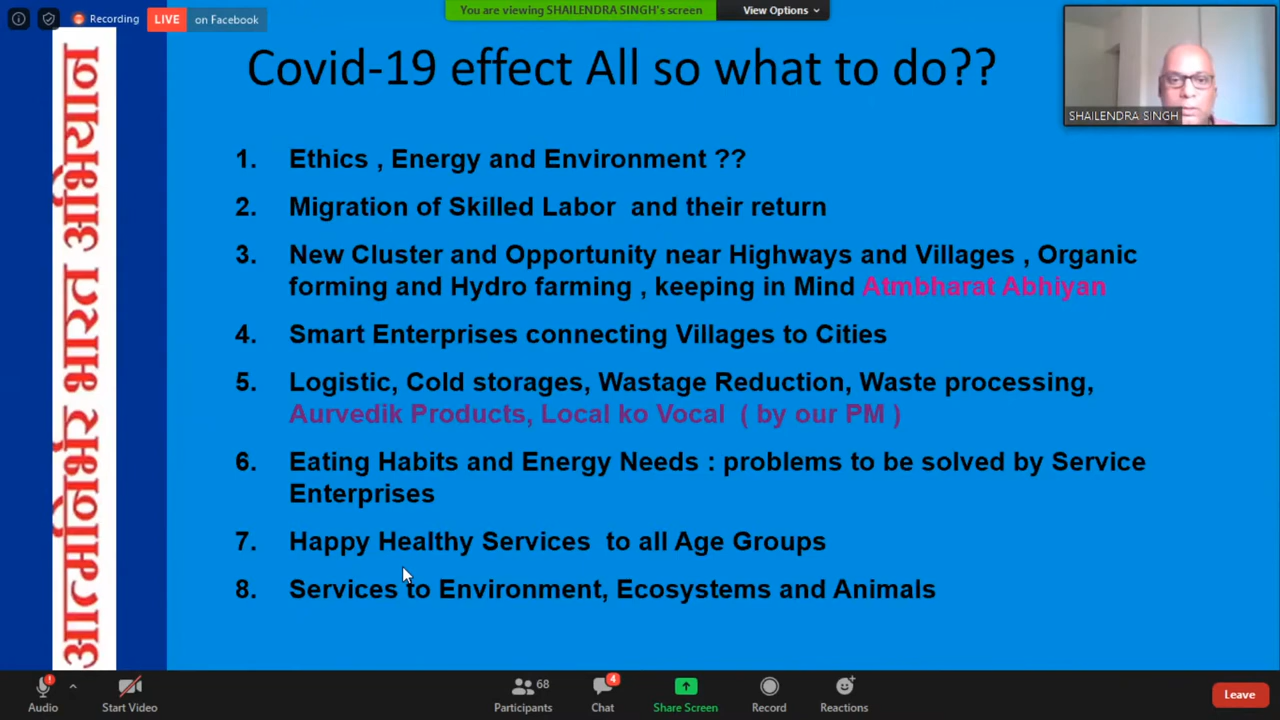 Recording
LIVE on Facebook
You are viewing SHAILENDRA SINGH's screen
View Options
SHAILENDRA SINGH
आत्मनिर्भर भारत अभियान
Covid-19 effect All so what to do??
1. Ethics , Energy and Environment ??
2. Migration of Skilled Labor and their return
3. New Cluster and Opportunity near Highways and Villages , Organic
forming and Hydro farming , keeping in Mind Atmbharat Abhiyan
4. Smart Enterprises connecting Villages to Cities
5. Logistic, Cold storages, Wastage Reduction, Waste processing,
Aurvedik Products, Local ko Vocal ( by our PM )
6. Eating Habits and Energy Needs : problems to be solved by Service
Enterprises
7. Happy Healthy Services to all Age Groups
8. Services to Environment, Ecosystems and Animals
Audio
Start Video
68
Participants
4
Chat
Share Screen
Record
Reactions
Leave